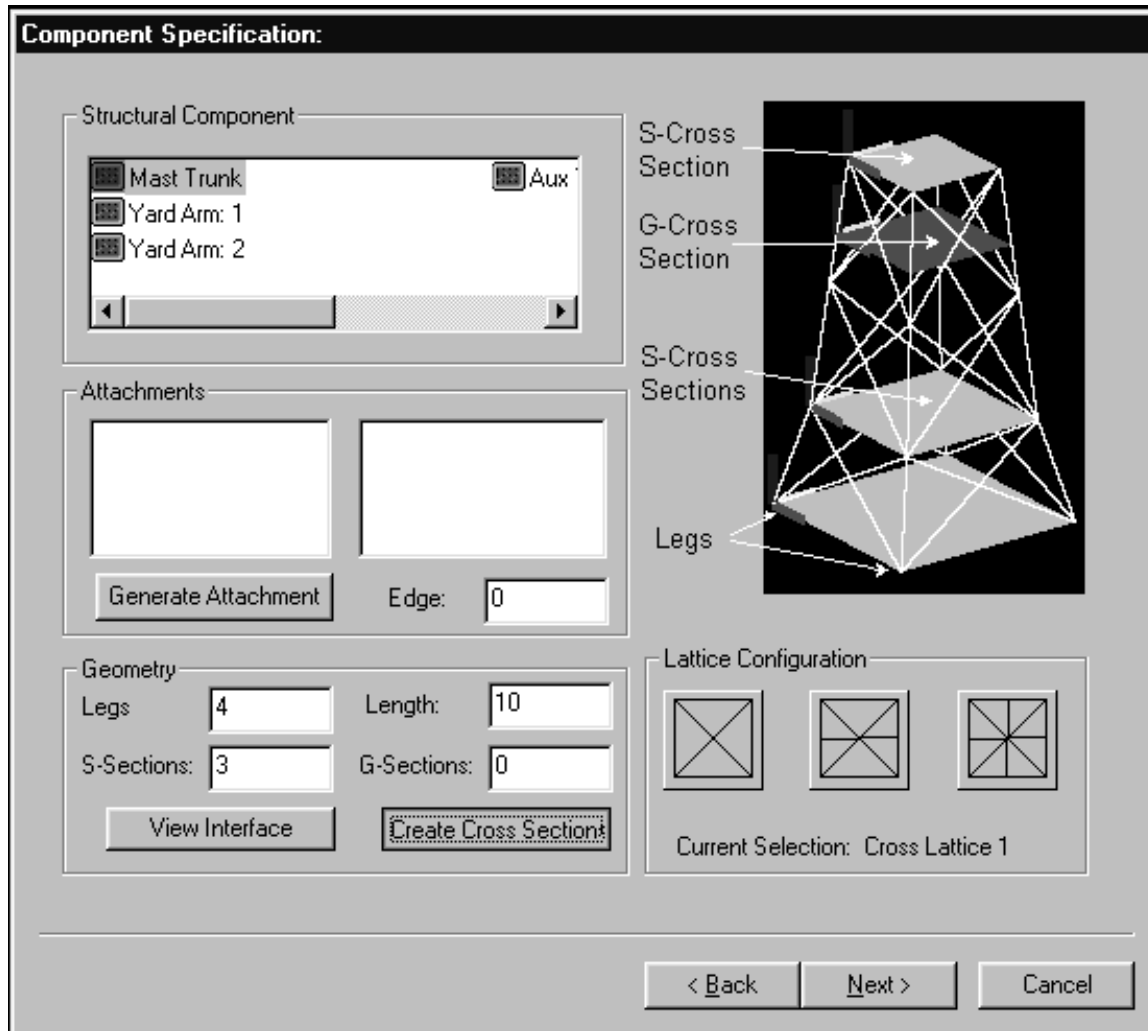 Component Specification:
Structural Component
Mast Trunk
Aux
Yard Arm: 1
Yard Arm: 2
S-Cross
Section
G-Cross
Section
S-Cross
Sections
Legs
Attachments
Generate Attachment
Edge:
0
Geometry
Legs
4
Length:
10
S-Sections:
3
G-Sections:
0
View Interface
Create Cross Section
Lattice Configuration
Current Selection: Cross Lattice 1
< Back
Next >
Cancel